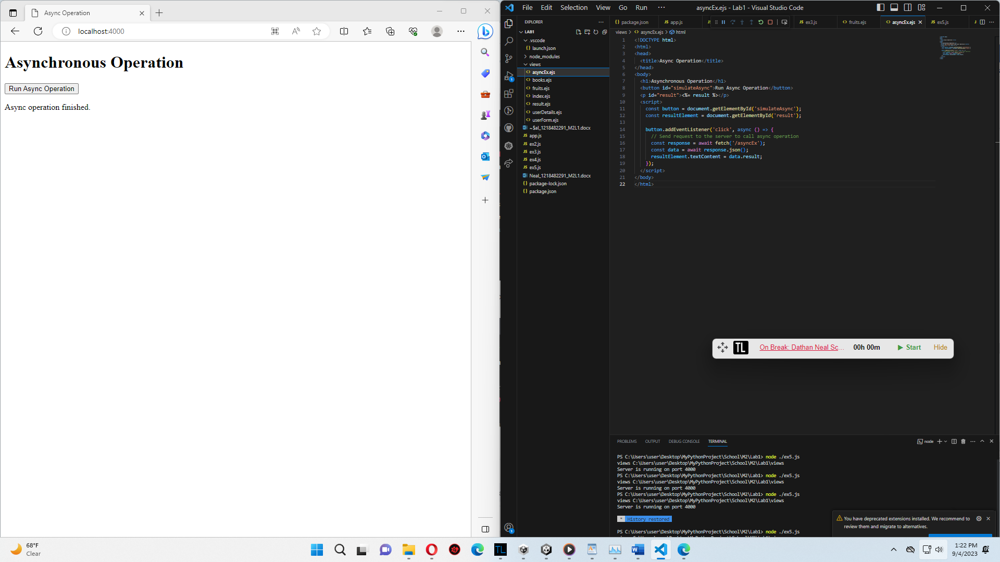 Async Operation
localhost:4000
Asynchronous Operation
Run Async Operation
Async operation finished.
File Edit Selection View Go Run ···
asyncEx.ejs - Lab1 - Visual Studio Code
EXPLORER
package.json
app.js
ex3.js
fruits.ejs
asyncEx.ejs
ex5.js
LAB1
.vscode
launch.json
node_modules
views
asyncEx.ejs
books.ejs
fruits.ejs
index.ejs
result.ejs
userDetails.ejs
userForm.ejs
~$al_1218482291_M2L1.docx
app.js
ex2.js
ex3.js
ex4.js
ex5.js
Neal_1218482291_M2L1.docx
package-lock.json
package.json
views > asyncEx.ejs > html
1 <!DOCTYPE html>
2 <html>
3 <head>
4 <title>Async Operation</title>
5 </head>
6 <body>
7 <h1>Asynchronous Operation</h1>
8 <button id="simulateAsync">Run Async Operation</button>
9 <p id="result"><%= result %></p>
10 <script>
11 const button = document.getElementById('simulateAsync');
12 const resultElement = document.getElementById('result');
13
14 button.addEventListener('click', async () => {
15 // Send request to the server to call async operation
16 const response = await fetch('/asyncEx');
17 const data = await response.json();
18 resultElement.textContent = data.result;
19 });
20 </script>
21 </body>
22 </html>
TL On Break: Dathan Neal Sc... 00h 00m Start Hide
PROBLEMS OUTPUT DEBUG CONSOLE TERMINAL
node
PS C:\Users\user\Desktop\MyPythonProject\School\M2\Lab1> node ./ex5.js
views C:\Users\user\Desktop\MyPythonProject\School\M2\Lab1\views
Server is running on port 4000
PS C:\Users\user\Desktop\MyPythonProject\School\M2\Lab1> node ./ex5.js
views C:\Users\user\Desktop\MyPythonProject\School\M2\Lab1\views
Server is running on port 4000
PS C:\Users\user\Desktop\MyPythonProject\School\M2\Lab1> node ./ex5.js
views C:\Users\user\Desktop\MyPythonProject\School\M2\Lab1\views
Server is running on port 4000
* History restored
PS C:\Users\user\Desktop\MyPythonProject\School\M2\Lab1> node ./ex5.js
You have deprecated extensions installed. We recommend to
review them and migrate to alternatives.
68°F
Clear
TL
1:22 PM
9/4/2023